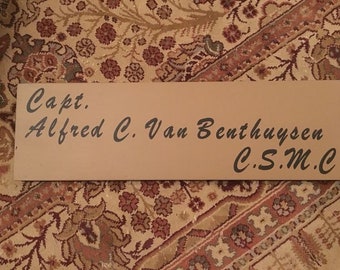 Capt.
Alfred C. Van Benthuysen
C.S.M.C